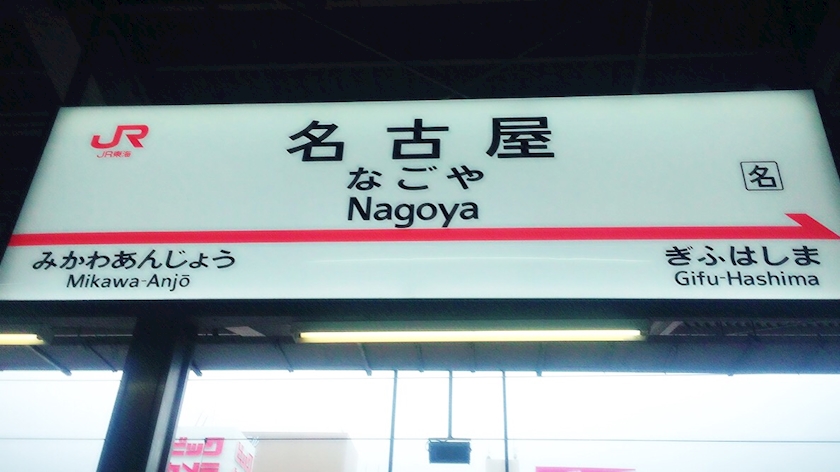 JR
JR東海
名古屋
なごや
Nagoya
名
みかわあんじょう
Mikawa-Anjō
ぎふはしま
Gifu-Hashima